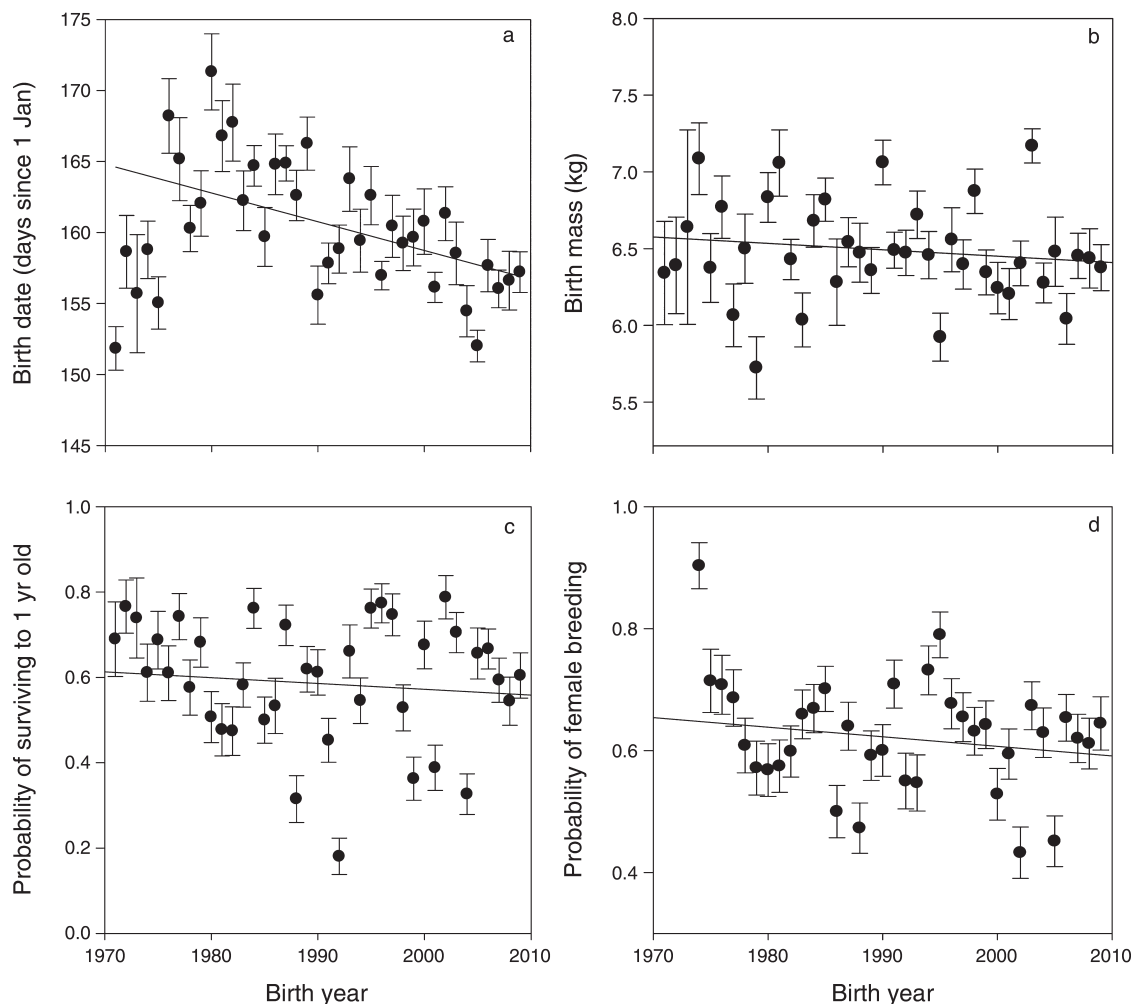 a
175
170
165
160
155
150
145
Birth date (days since 1 Jan)
b
8.0
7.5
7.0
6.5
6.0
5.5
Birth mass (kg)
c
1.0
0.8
0.6
0.4
0.2
0.0
Probability of surviving to 1 yr old
1970 1980 1990 2000 2010
Birth year
d
1.0
0.8
0.6
0.4
Probability of female breeding
1970 1980 1990 2000 2010
Birth year